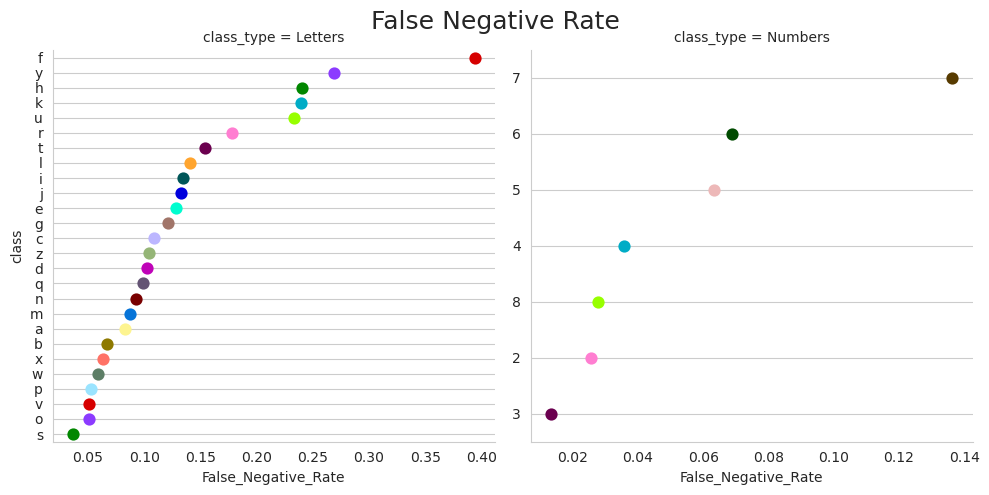 False Negative Rate
class_type = Letters
class_type = Numbers
class
f
y
h
k
u
r
t
l
i
j
e
g
c
z
d
q
n
m
a
b
x
w
p
v
o
s
0.05 0.10 0.15 0.20 0.25 0.30 0.35 0.40
False_Negative_Rate
7
6
5
4
8
2
3
0.02 0.04 0.06 0.08 0.10 0.12 0.14
False_Negative_Rate